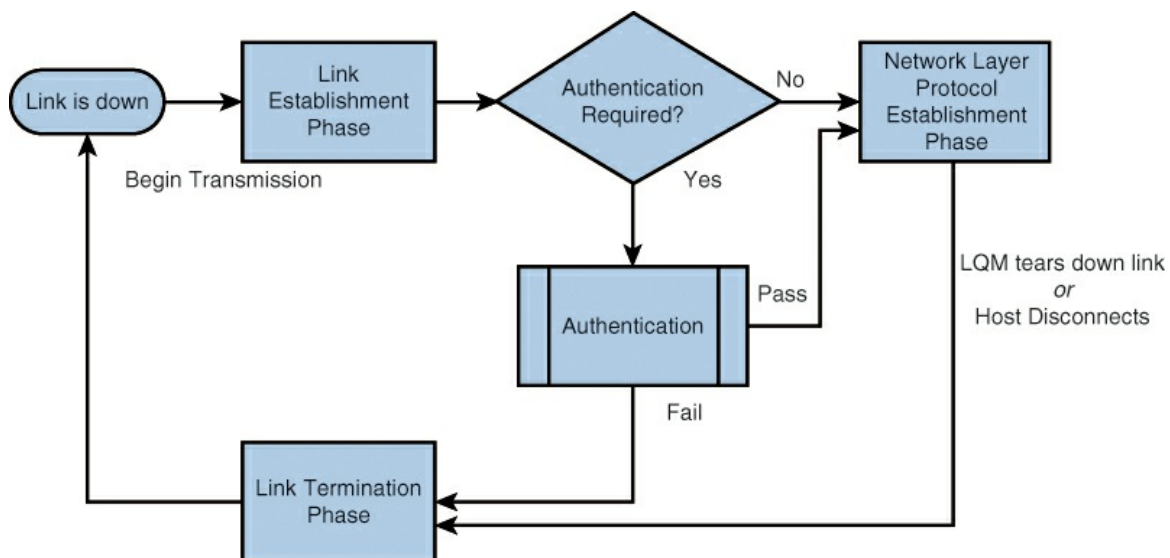 Link is down
Link
Establishment
Phase
Authentication
Required?
No
Network Layer
Protocol
Establishment
Phase
Begin Transmission
Yes
LQM tears down link
or
Host Disconnects
Authentication
Pass
Fail
Link Termination
Phase